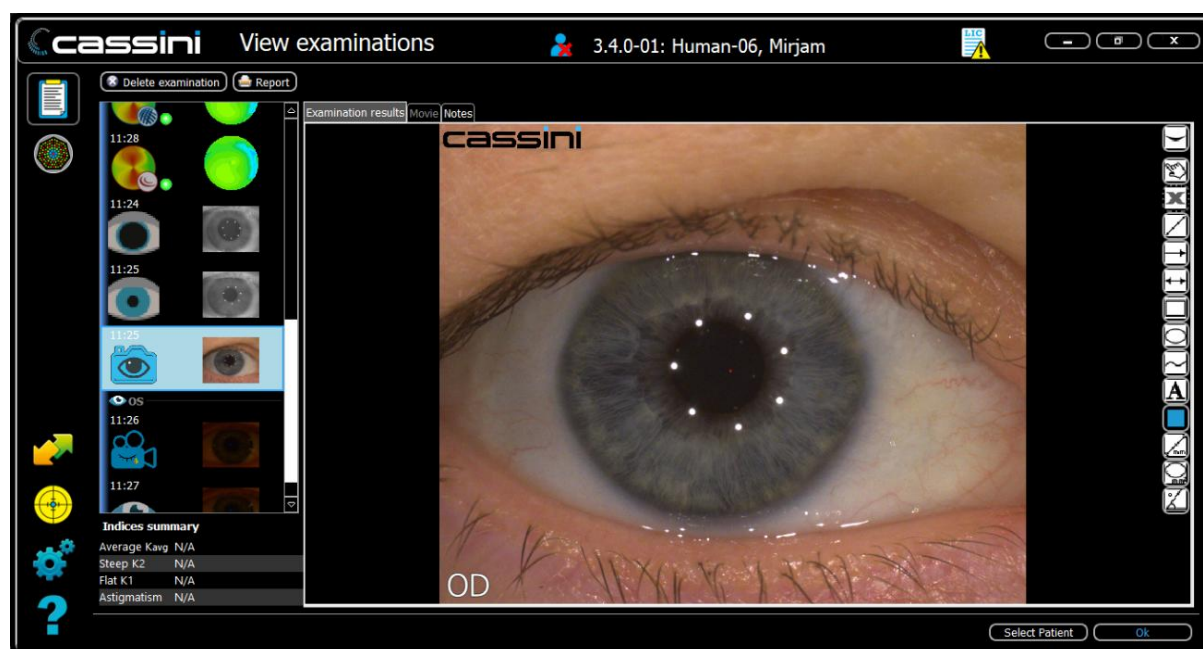 cassini View examinations 3.4.0-01: Human-06, Mirjam LIC
Delete examination Report
Examination results Movie Notes
cassini
11:28
11:24
11:25
11:25
OS
11:26
11:27
A
mm
Indices summary
Average Kavg N/A
Steep K2 N/A
Flat K1 N/A
Astigmatism N/A
OD
?
Select Patient Ok